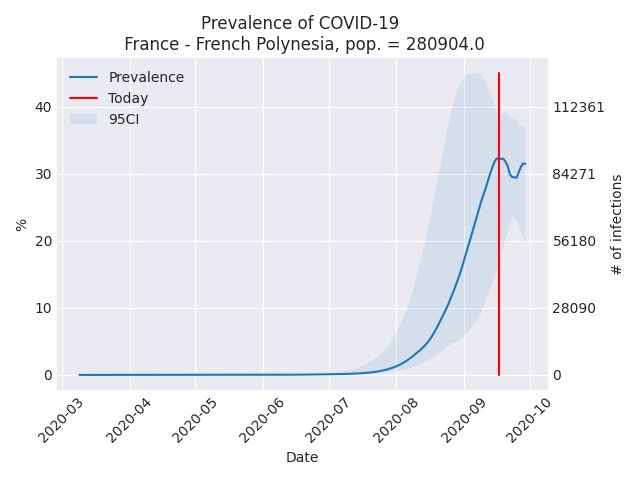 Prevalence of COVID-19
France - French Polynesia, pop. = 280904.0
Prevalence
Today
95CI
40
30
20
10
0
%
112361
84271
56180
28090
0
# of infections
2020-03
2020-04
2020-05
2020-06
2020-07
2020-08
2020-09
2020-10
Date